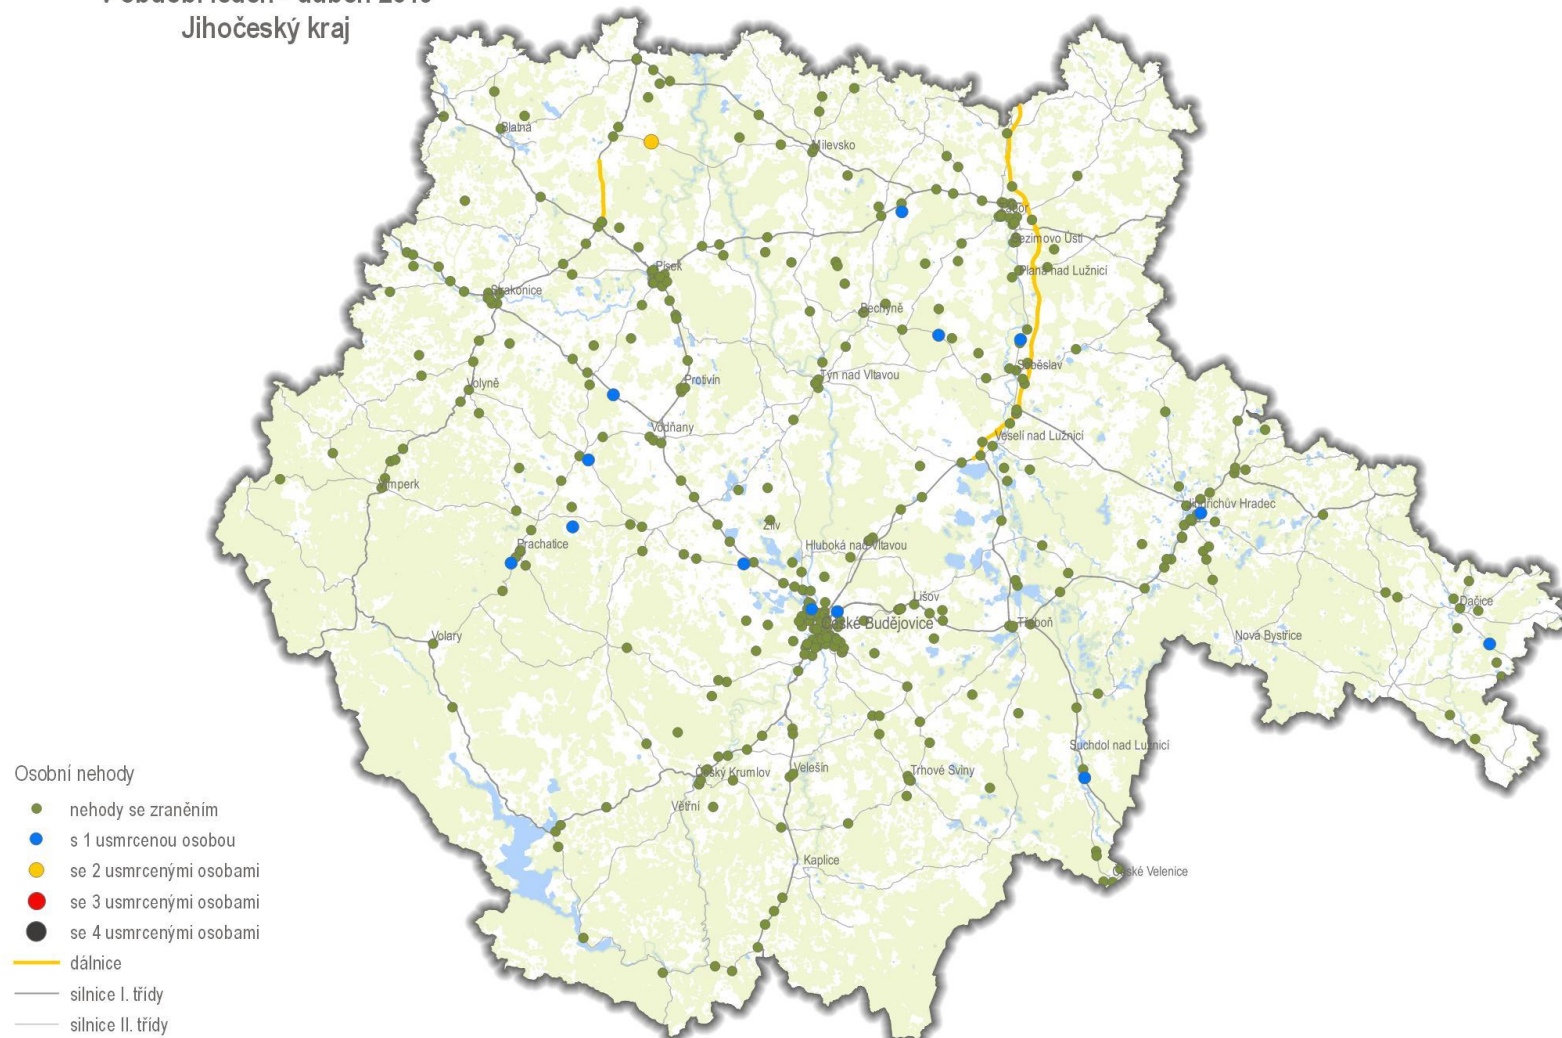 Jihočeský kraj
Blatná
Milevsko
Tábor
Sezimovo Ústí
Planá nad Lužnicí
Písek
Strakonice
Bechyně
Soběslav
Týn nad Vltavou
Protivín
Volyně
Vodňany
Veselí nad Lužnicí
Vimperk
Jindřichův Hradec
Zliv
Prachatice
Hluboká nad Vltavou
Lišov
České Budějovice
Třeboň
Dačice
Nová Bystřice
Volary
Suchdol nad Lužnicí
Český Krumlov
Velešín
Trhové Sviny
Větřní
Kaplice
České Velenice
Osobní nehody
nehody se zraněním
s 1 usmrcenou osobou
se 2 usmrcenými osobami
se 3 usmrcenými osobami
se 4 usmrcenými osobami
dálnice
silnice I. třídy
silnice II. třídy